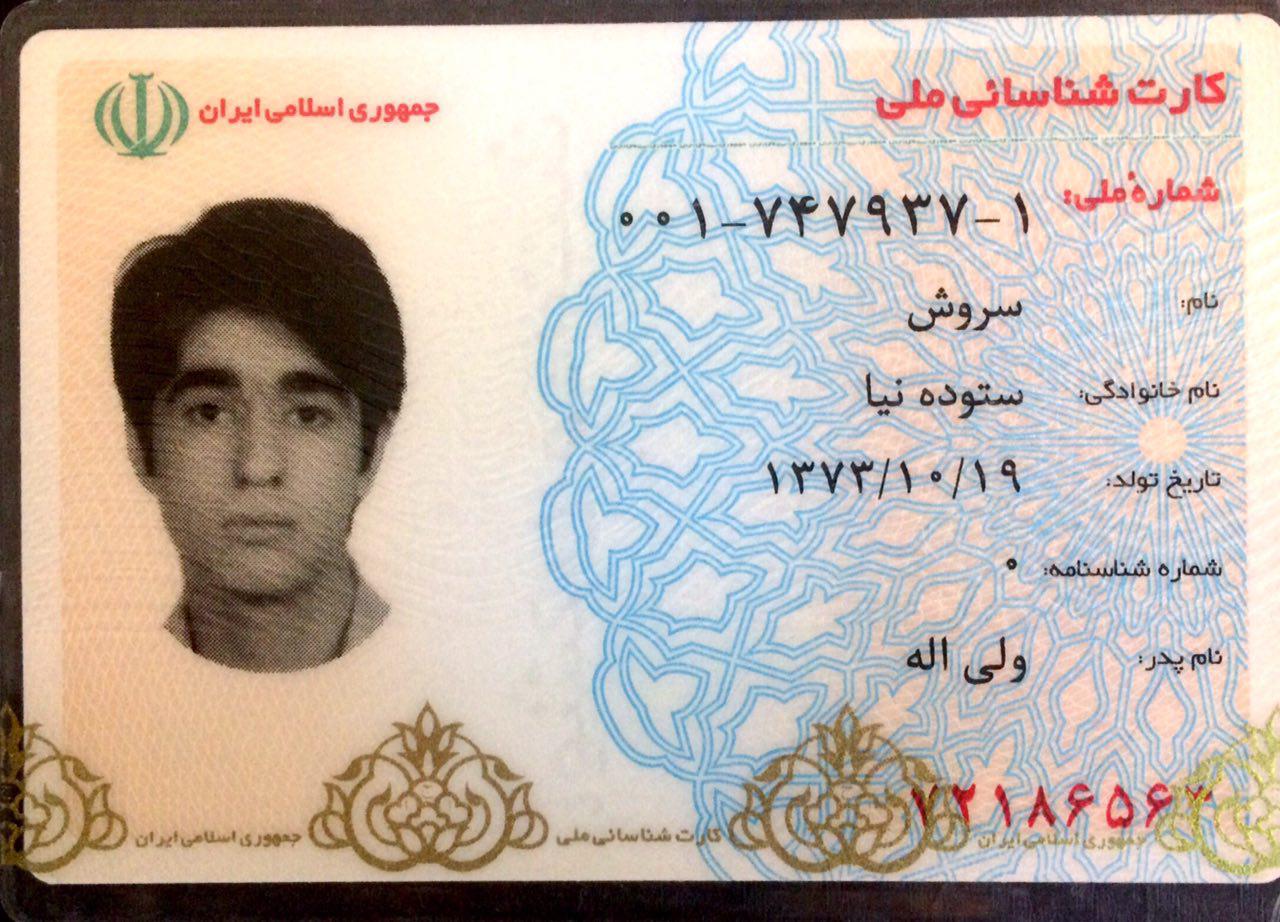 جمهوری اسلامی ایران
کارت شناسائی ملی
شمارهٔ ملی: ۰۰۱-۷۴۷۹۳۷-۱
نام: سروش
نام خانوادگی: ستوده نیا
تاریخ تولد: ۱۳۷۳/۱۰/۱۹
شماره شناسنامه: ۰
نام پدر: ولی اله
جمهوری اسلامی ایران
کارت شناسائی ملی
جمهوری اسلامی ایران